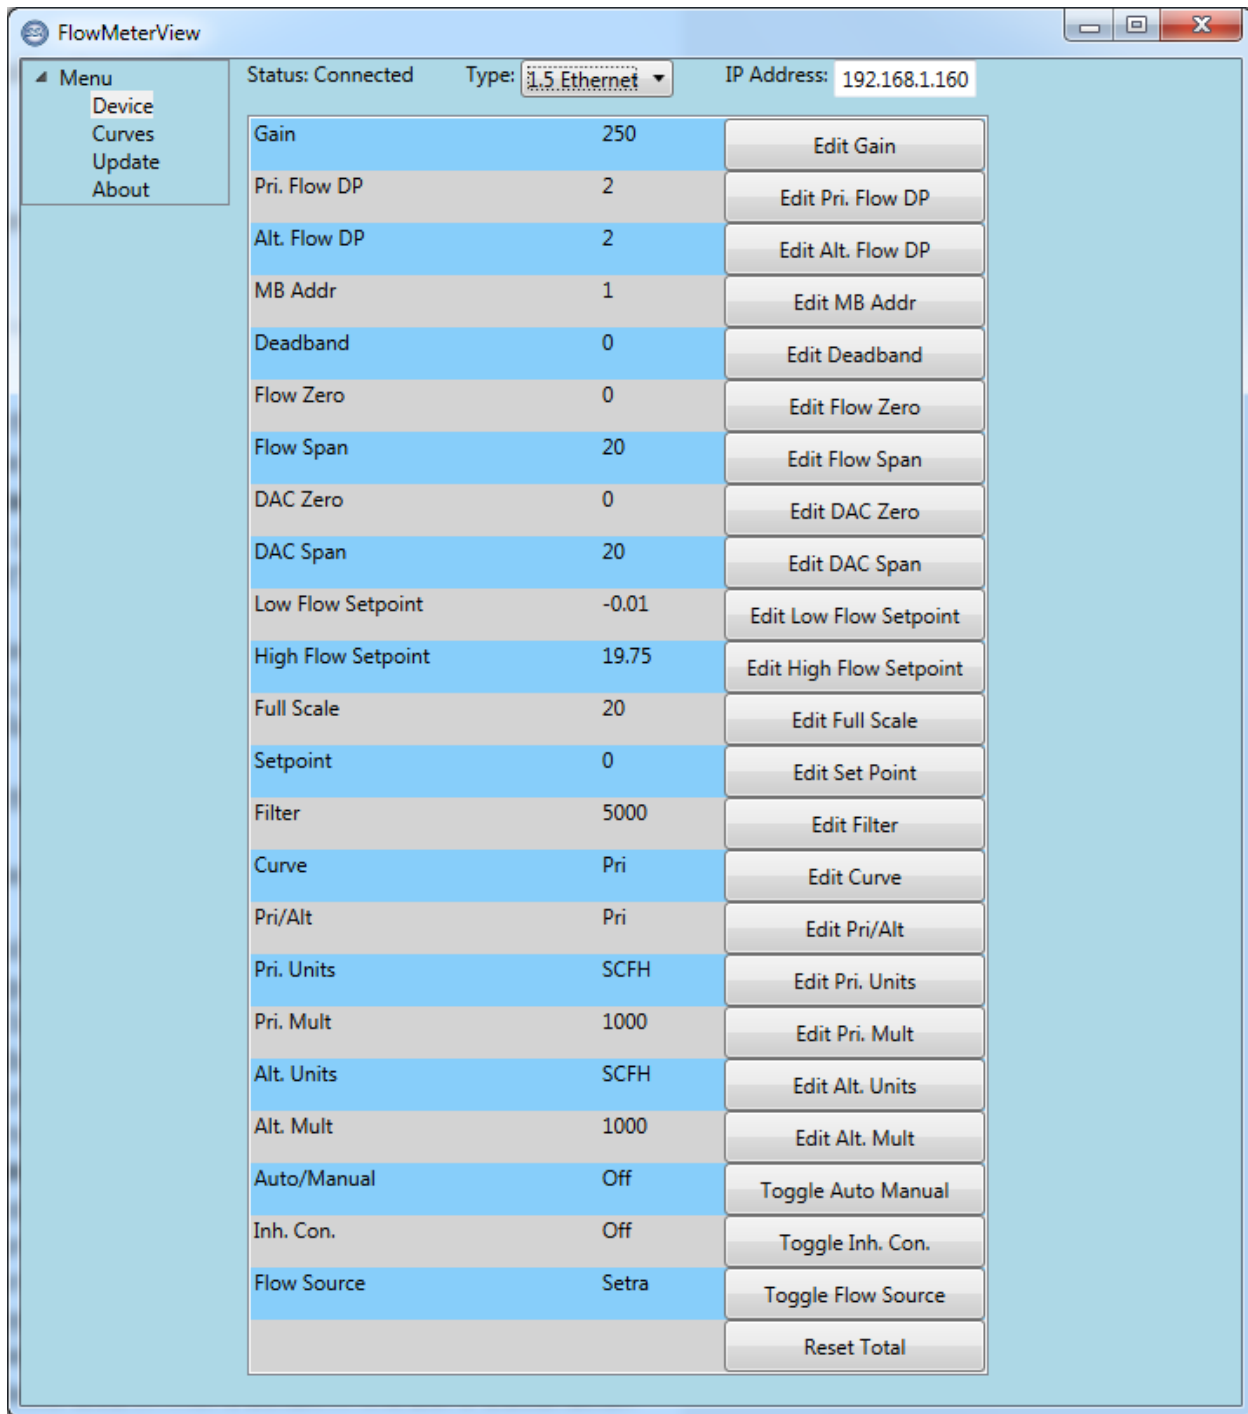 FlowMeterView
Menu
Device
Curves
Update
About
Status: Connected Type: 1.5 Ethernet IP Address: 192.168.1.160
Gain 250 Edit Gain
Pri. Flow DP 2 Edit Pri. Flow DP
Alt. Flow DP 2 Edit Alt. Flow DP
MB Addr 1 Edit MB Addr
Deadband 0 Edit Deadband
Flow Zero 0 Edit Flow Zero
Flow Span 20 Edit Flow Span
DAC Zero 0 Edit DAC Zero
DAC Span 20 Edit DAC Span
Low Flow Setpoint -0.01 Edit Low Flow Setpoint
High Flow Setpoint 19.75 Edit High Flow Setpoint
Full Scale 20 Edit Full Scale
Setpoint 0 Edit Set Point
Filter 5000 Edit Filter
Curve Pri Edit Curve
Pri/Alt Pri Edit Pri/Alt
Pri. Units SCFH Edit Pri. Units
Pri. Mult 1000 Edit Pri. Mult
Alt. Units SCFH Edit Alt. Units
Alt. Mult 1000 Edit Alt. Mult
Auto/Manual Off Toggle Auto Manual
Inh. Con. Off Toggle Inh. Con.
Flow Source Setra Toggle Flow Source
Reset Total